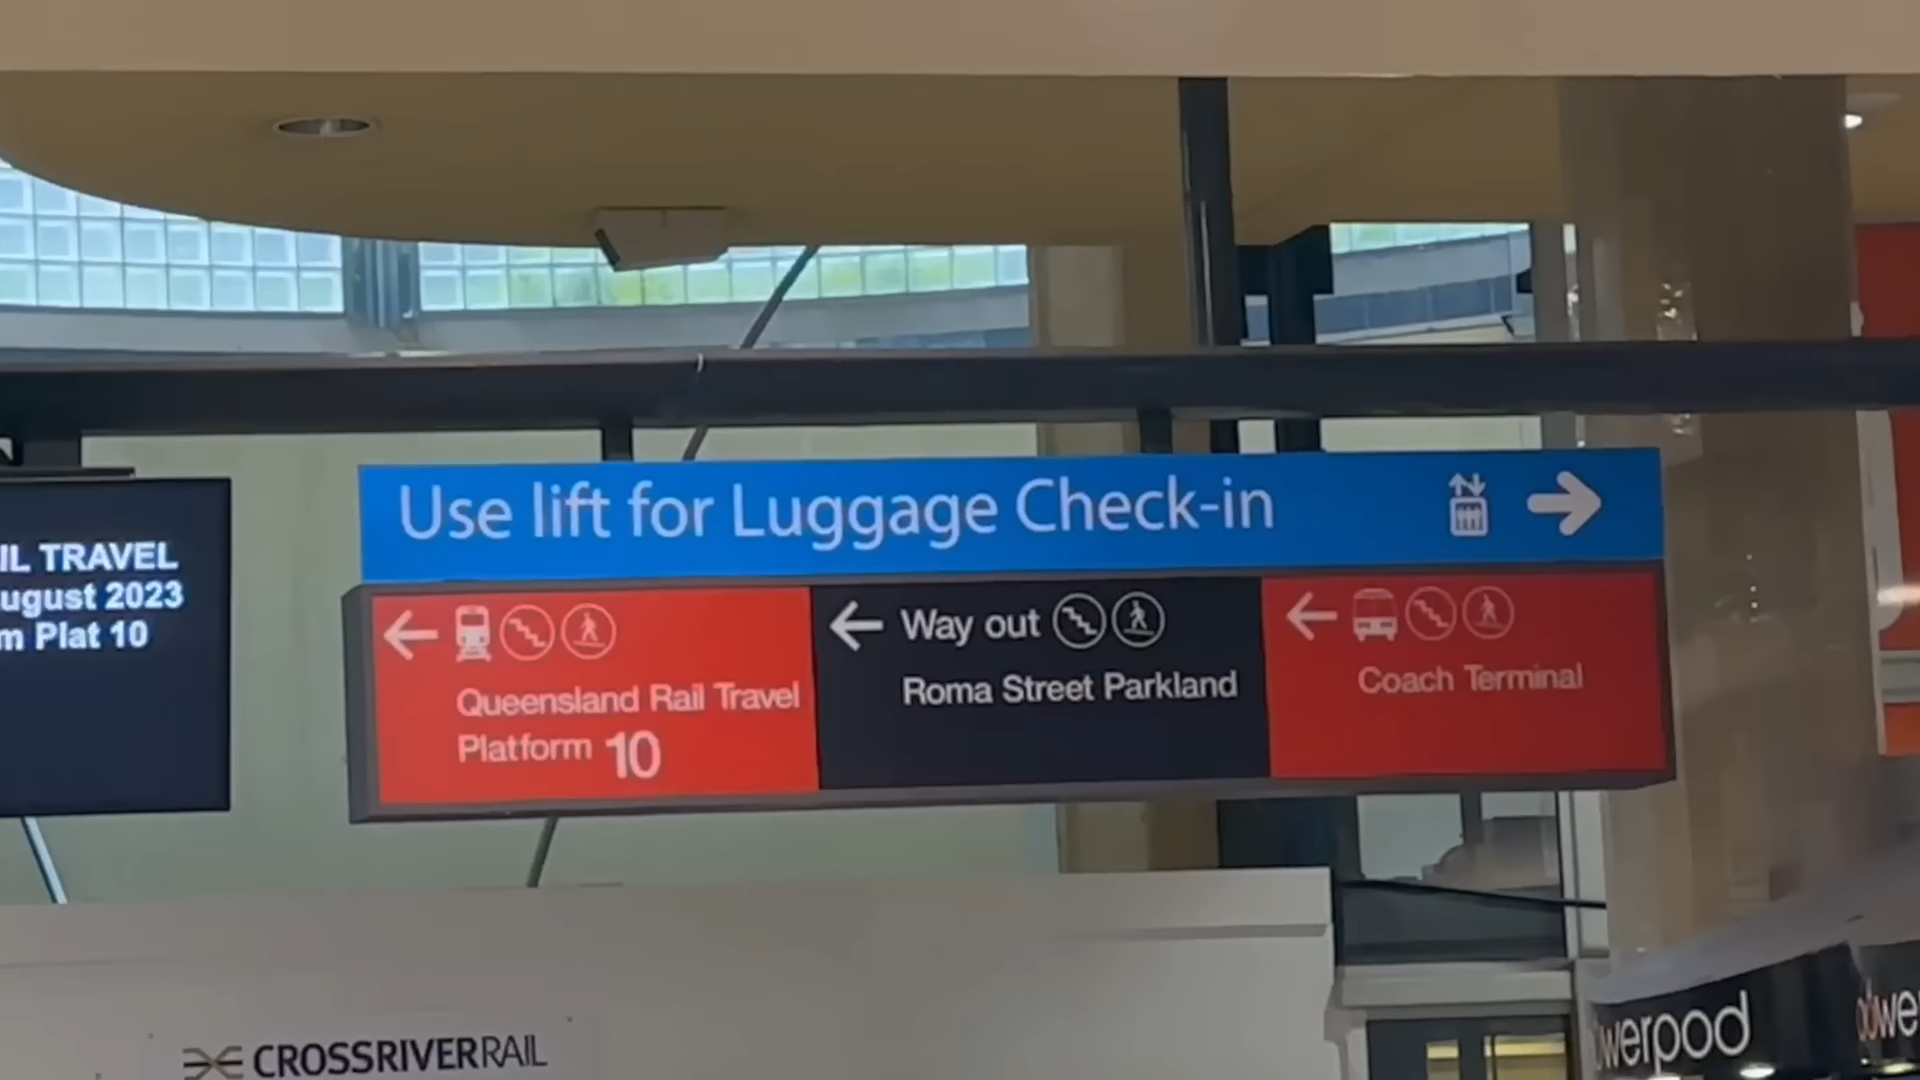 Use lift for Luggage Check-in
IL TRAVEL
ugust 2023
m Plat 10
Queensland Rail Travel
Platform 10
Way out
Roma Street Parkland
Coach Terminal
CROSSRIVERRAIL
werpod
we